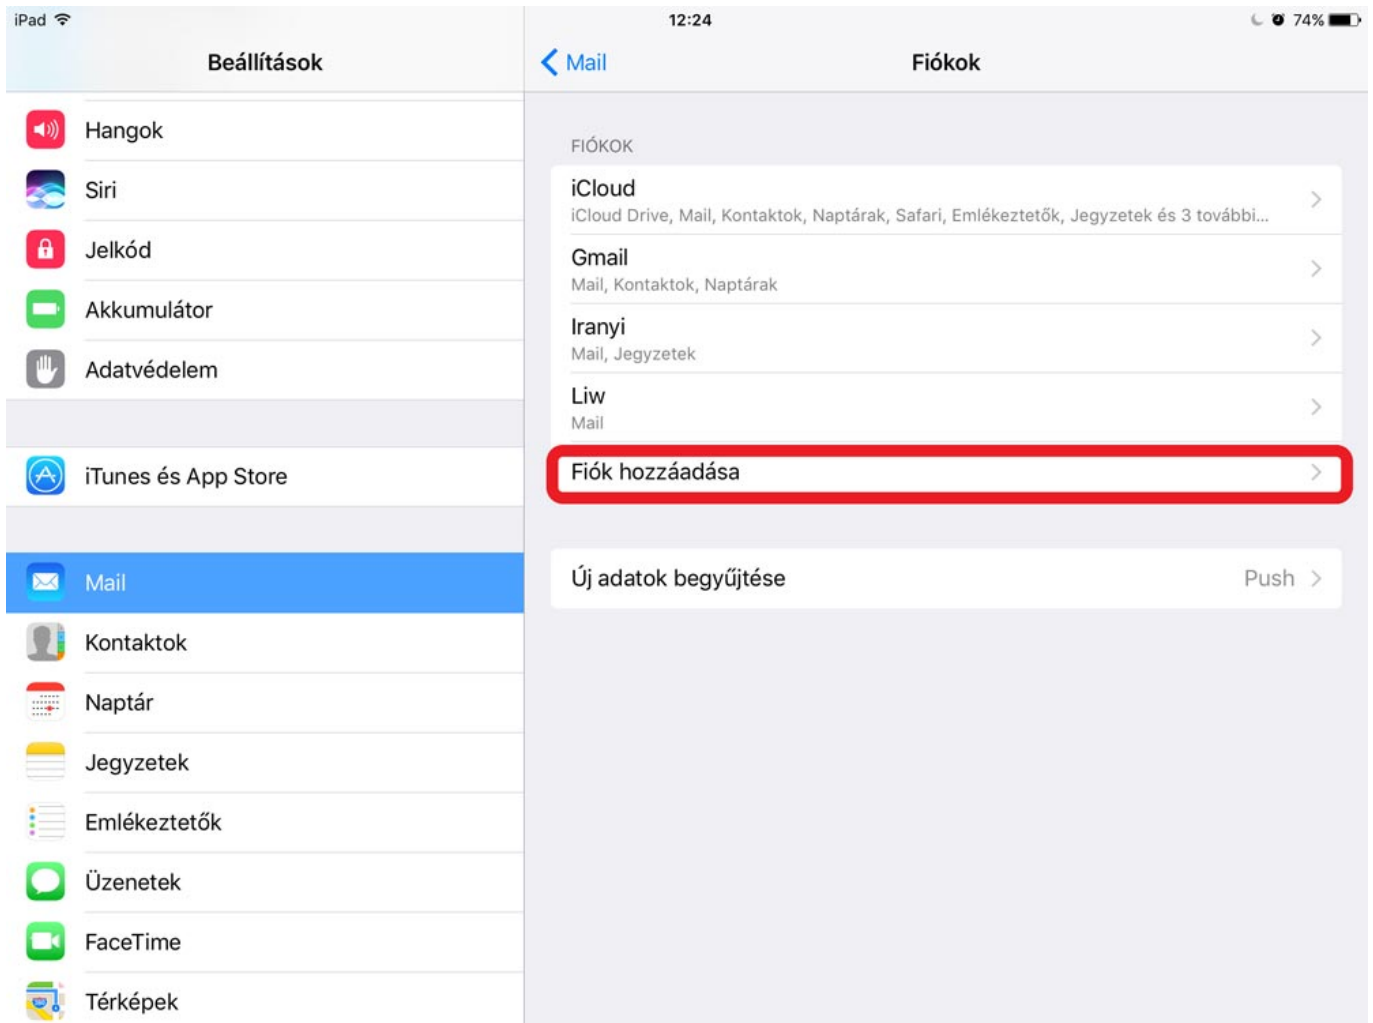 iPad
12:24
74%
Beállítások
Mail
Fiókok
Hangok
Siri
Jelkód
Akkumulátor
Adatvédelem
iTunes és App Store
Mail
Kontaktok
Naptár
Jegyzetek
Emlékeztetők
Üzenetek
FaceTime
Térképek
FIÓKOK
iCloud
iCloud Drive, Mail, Kontaktok, Naptárak, Safari, Emlékeztetők, Jegyzetek és 3 további...
Gmail
Mail, Kontaktok, Naptárak
Iranyi
Mail, Jegyzetek
Liw
Mail
Fiók hozzáadása
Új adatok begyűjtése
Push